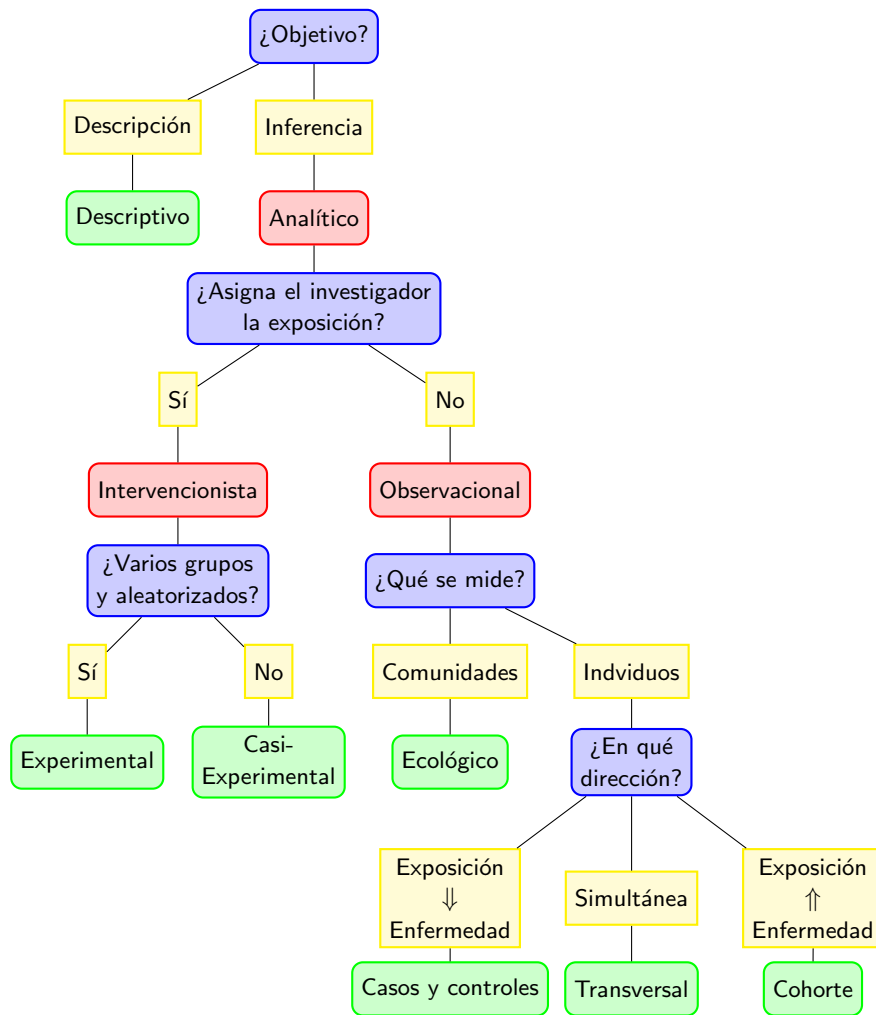 ¿Objetivo?
Descripción
Inferencia
Descriptivo
Analítico
¿Asigna el investigador
la exposición?
Sí
No
Intervencionista
Observacional
¿Varios grupos
y aleatorizados?
¿Qué se mide?
Sí
No
Comunidades
Indviduos
Experimental
Casi-
Experimental
Ecológico
¿En qué
dirección?
Exposición
⇓
Enfermedad
Simultánea
Exposición
⇑
Enfermedad
Casos y controles
Transversal
Cohorte